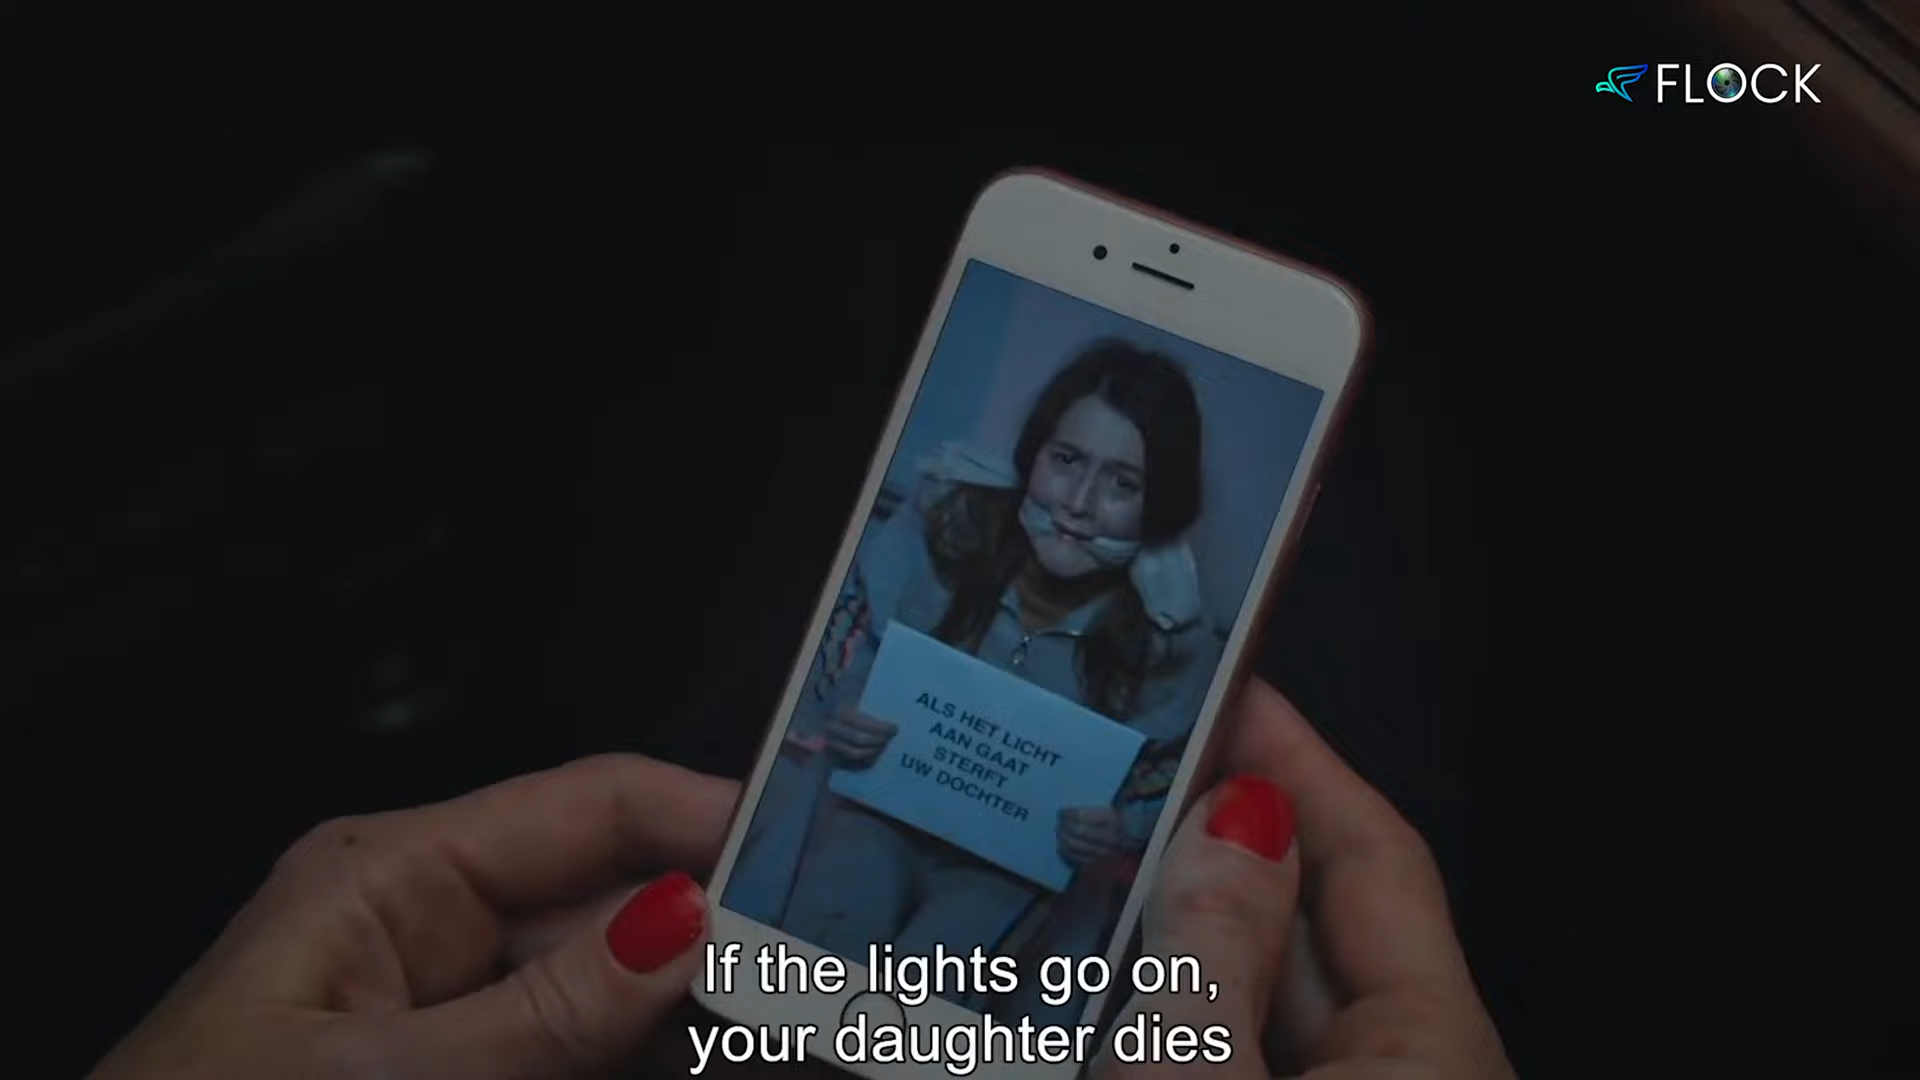 FLOCK
ALS HET LICHT
AAN GAAT
STERFT
UW DOCHTER
If the lights go on,
your daughter dies